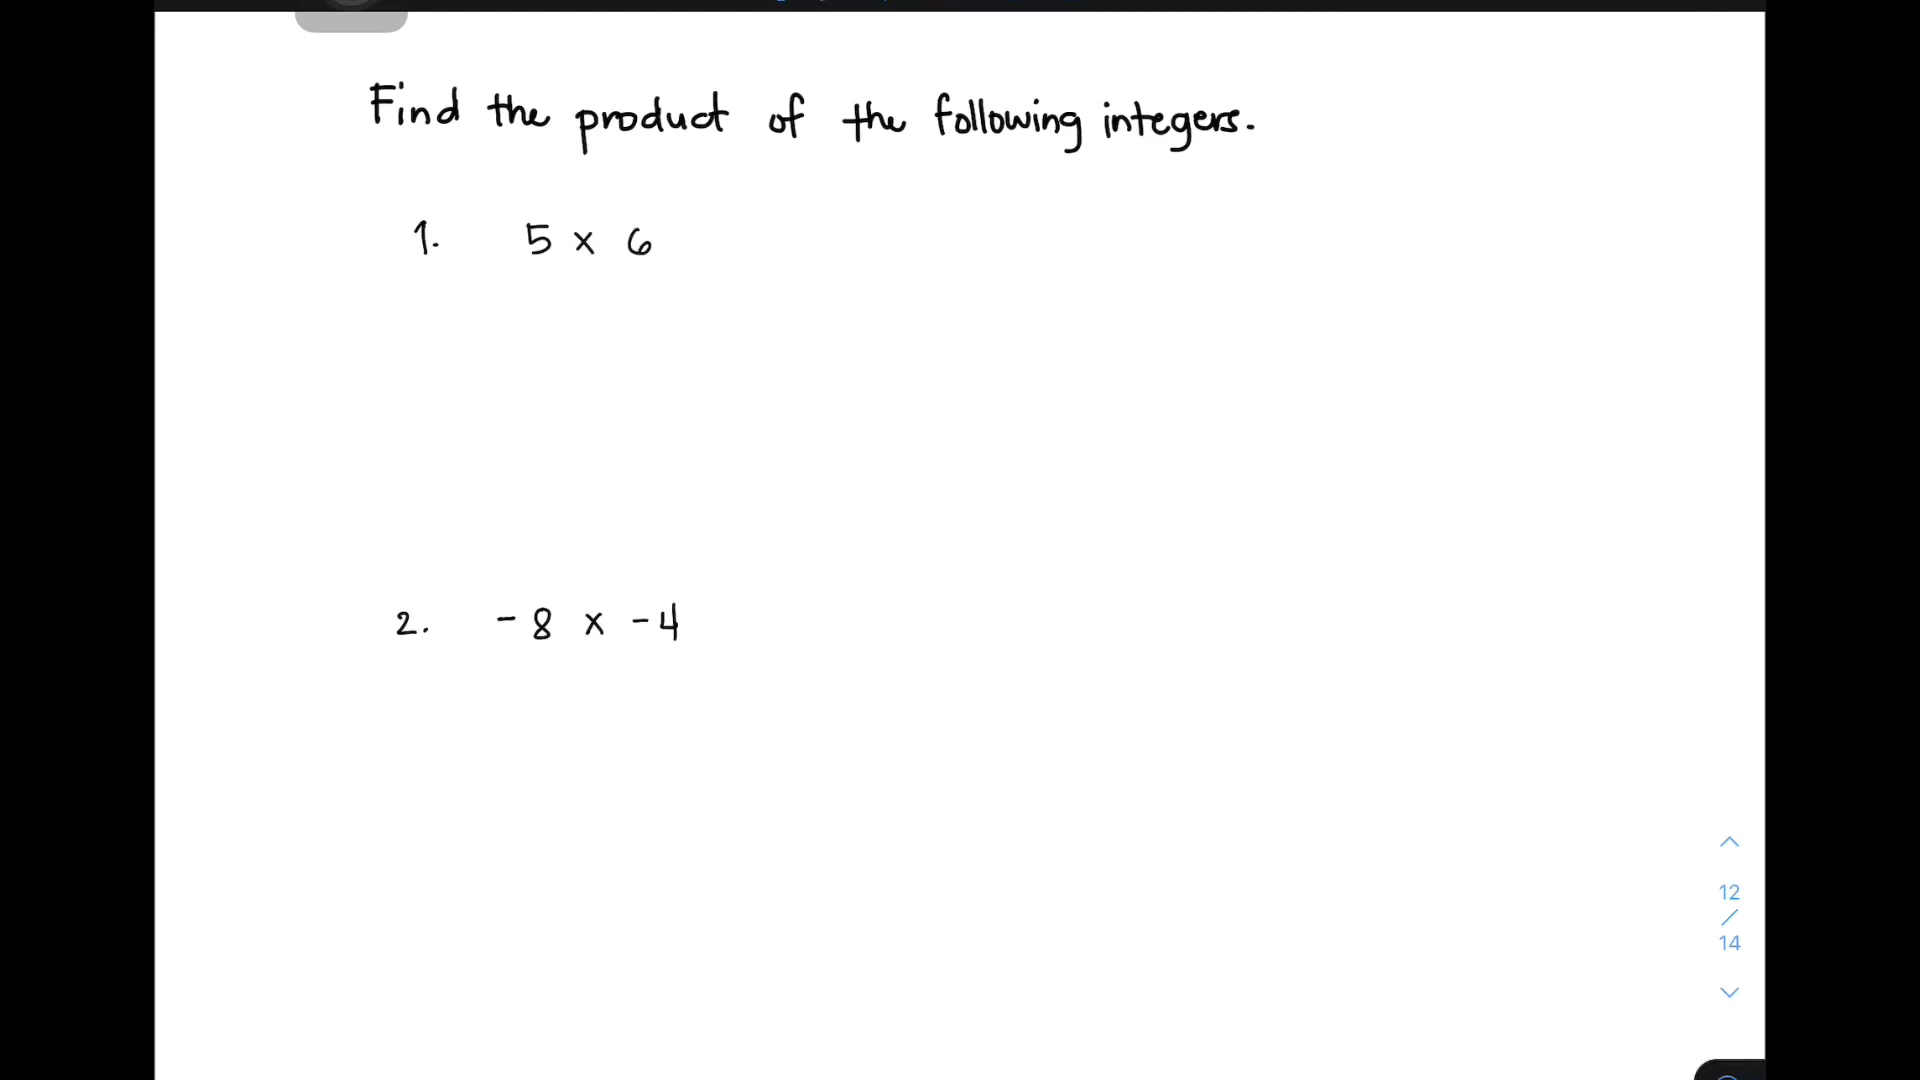 Find the product of the following integers.
1. 5 x 6
2. -8 x -4
12
/
14